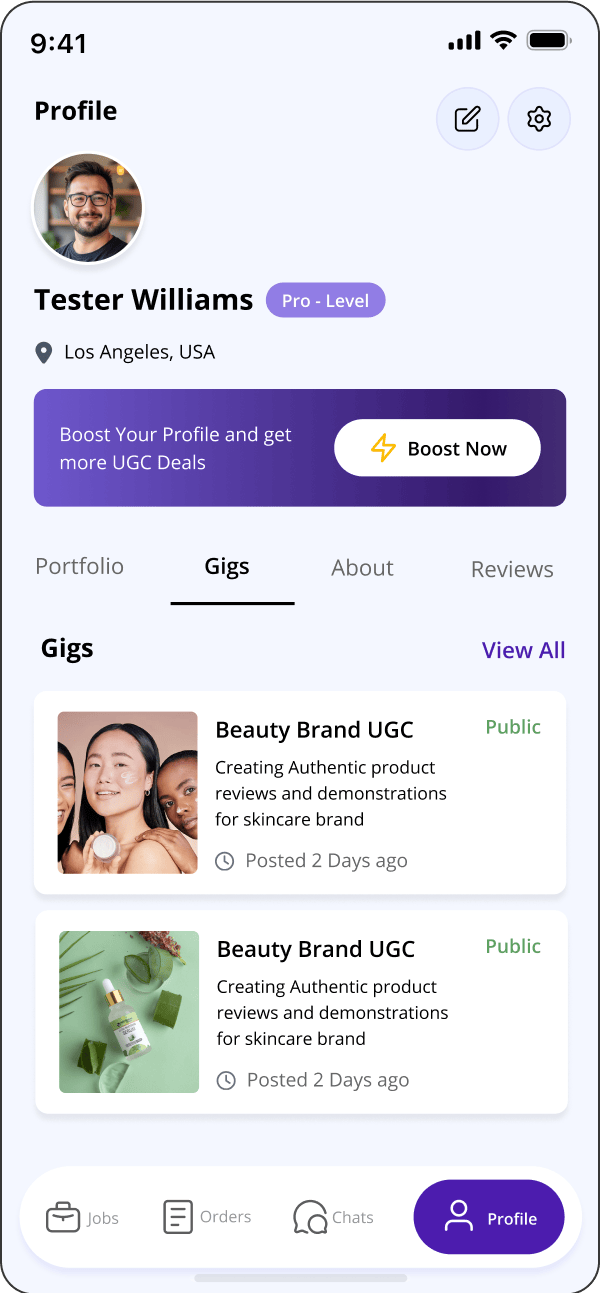 9:41
Profile
Tester Williams Pro - Level
Los Angeles, USA
Boost Your Profile and get
more UGC Deals
Boost Now
Portfolio Gigs About Reviews
Gigs View All
Beauty Brand UGC Public
Creating Authentic product
reviews and demonstrations
for skincare brand
Posted 2 Days ago
Beauty Brand UGC Public
Creating Authentic product
reviews and demonstrations
for skincare brand
Posted 2 Days ago
Jobs Orders Chats Profile